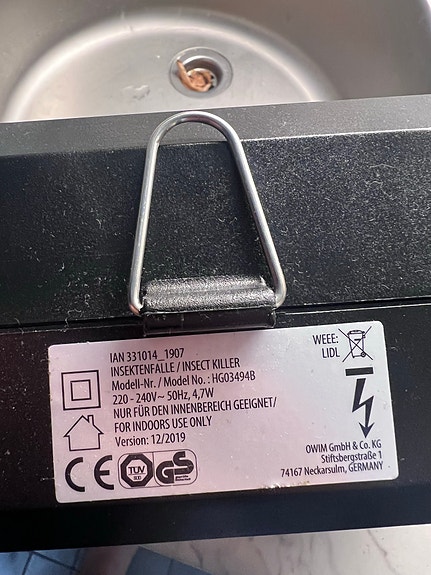 IAN 331014_1907
INSEKTENFALLE / INSECT KILLER
Modell-Nr. / Model No. : HG03494B
220 - 240V~ 50Hz, 4,7W
NUR FÜR DEN INNENBEREICH GEEIGNET/
FOR INDOORS USE ONLY
Version: 12/2019
CE
TÜV
GS
WEEE:
LIDL
OWIM GmbH & Co. KG
Stiftsbergstraße 1
74167 Neckarsulm, GERMANY